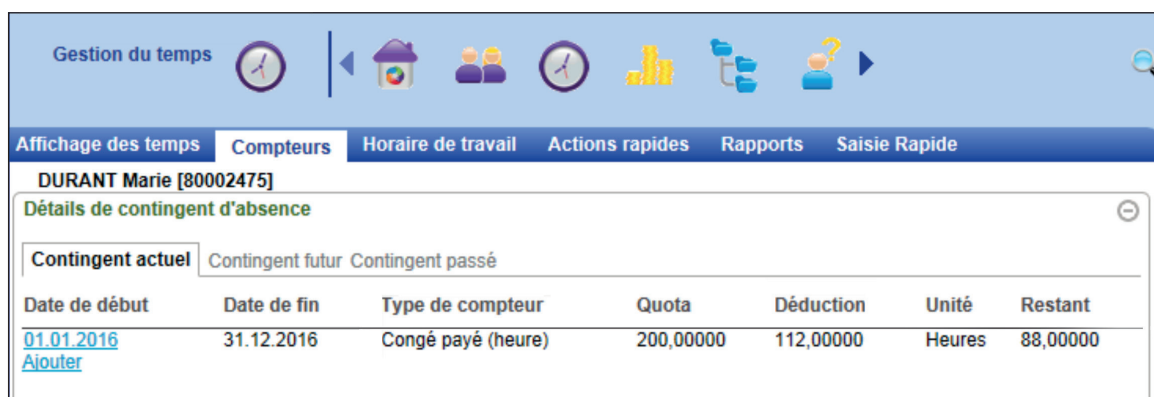 Gestion du temps
Affichage des temps Compteurs Horaire de travail Actions rapides Rapports Saisie Rapide
DURANT Marie [80002475]
Détails de contingent d'absence
Contingent actuel Contingent futur Contingent passé
Date de début Date de fin Type de compteur Quota Déduction Unité Restant
01.01.2016 31.12.2016 Congé payé (heure) 200,00000 112,00000 Heures 88,00000
Ajouter